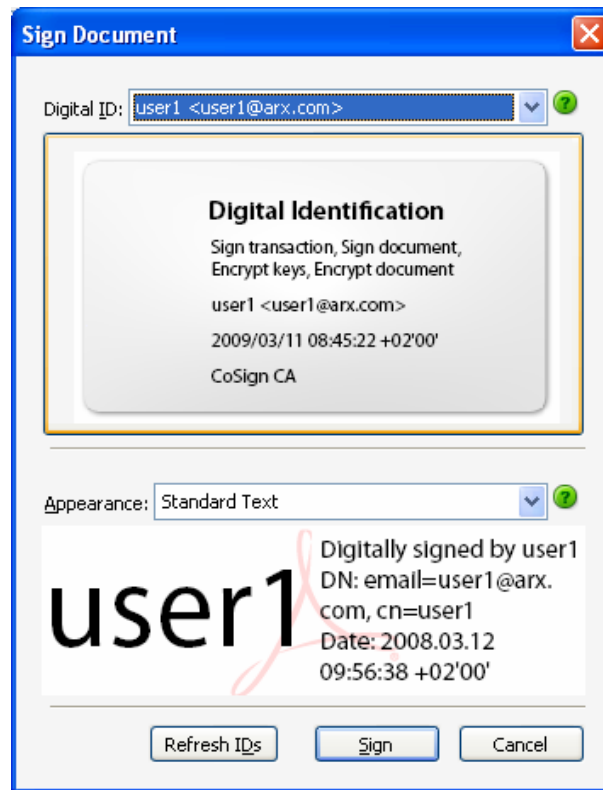 Sign Document
Digital ID: user1 <user1@arx.com>
?
Digital Identification
Sign transaction, Sign document,
Encrypt keys, Encrypt document
user1 <user1@arx.com>
2009/03/11 08:45:22 +02'00'
CoSign CA
Appearance: Standard Text
?
user1
Digitally signed by user1
DN: email=user1@arx.
com, cn=user1
Date: 2008.03.12
09:56:38 +02'00'
Refresh IDs Sign Cancel